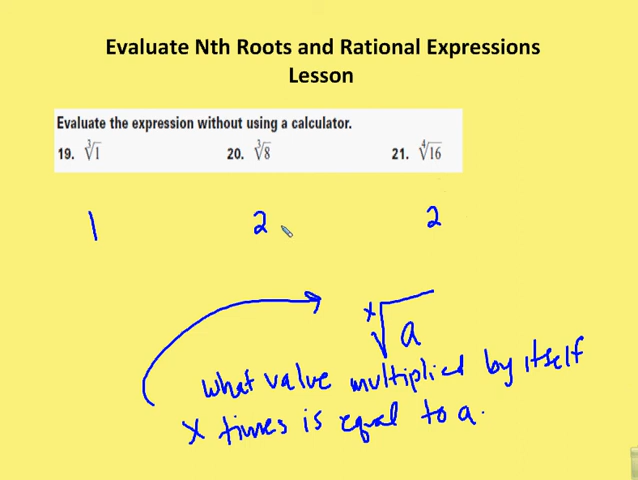 Evaluate Nth Roots and Rational Expressions
Lesson
Evaluate the expression without using a calculator.
19. ∛1 20. ∛8 21. ∜16
1 2 2
ˣ√a
what value multiplied by itself
x times is equal to a.